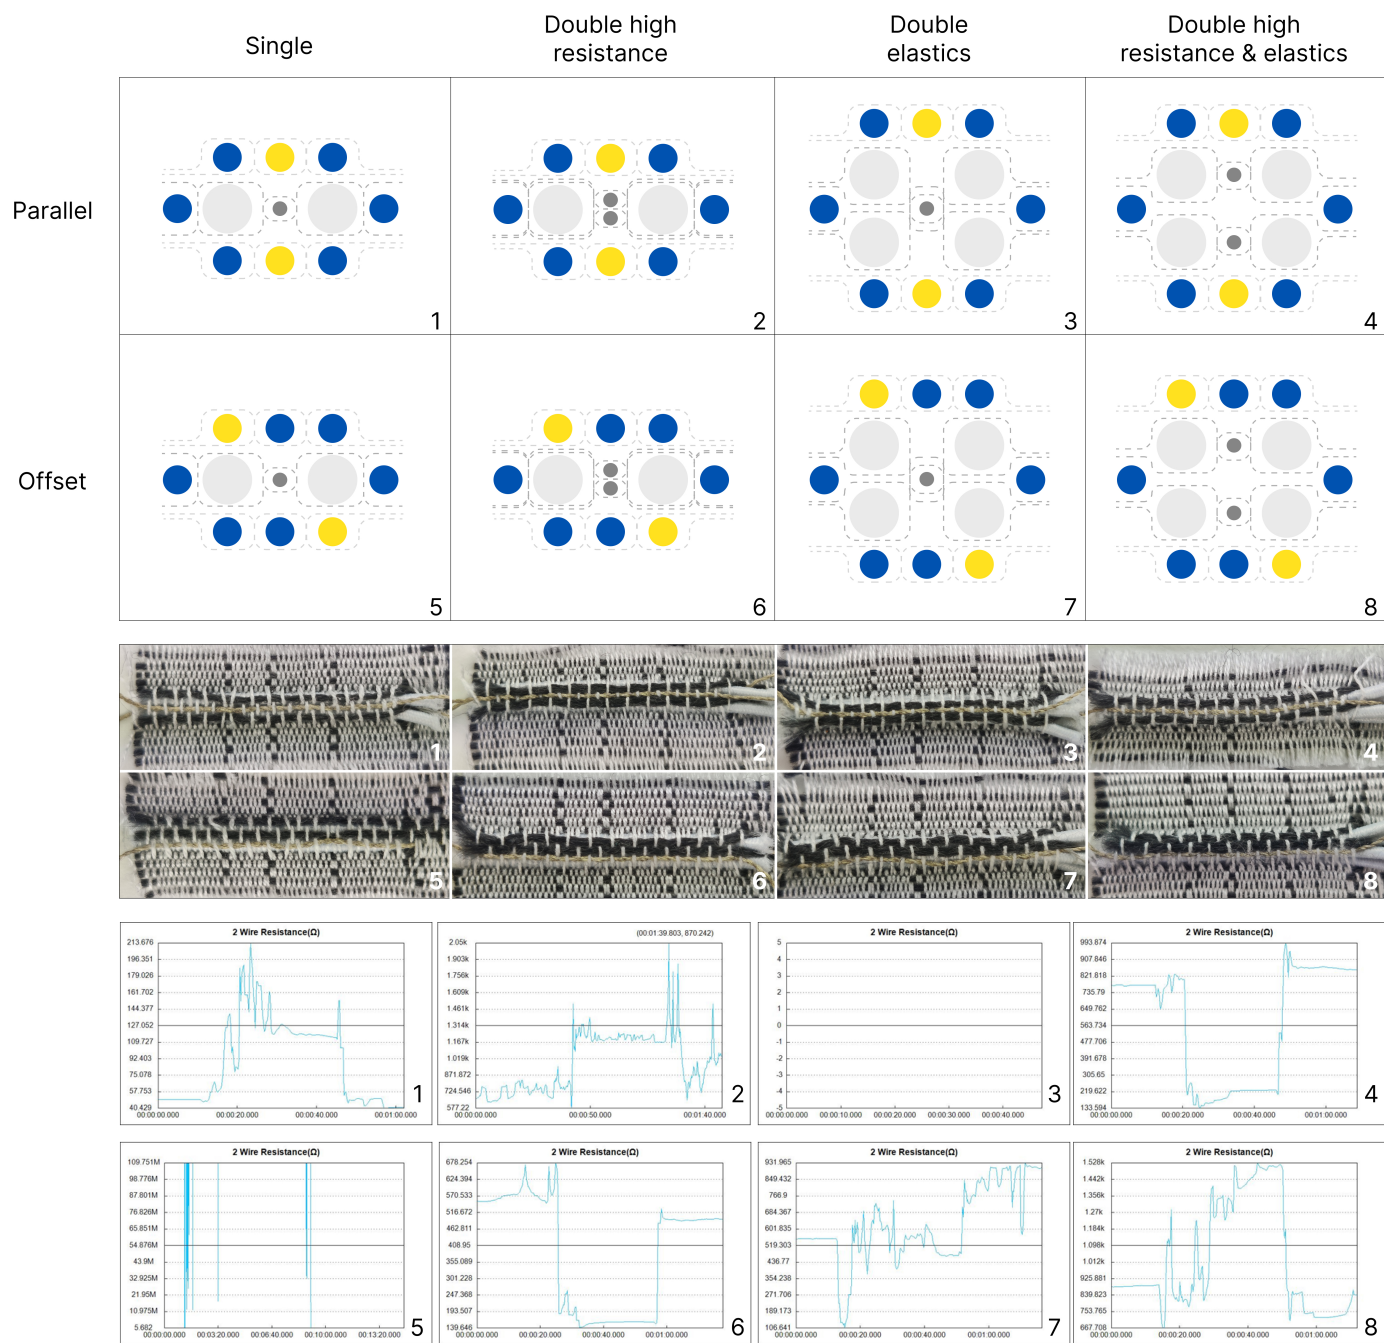 Single
Double high
resistance
Double
elastics
Double high
resistance & elastics
Parallel
1
2
3
4
Offset
5
6
7
8
1
2
3
4
5
6
7
8
2 Wire Resistance(Ω)
213.676
196.351
179.026
161.702
144.377
127.052
109.727
92.403
75.078
57.753
40.429
00:00:00.000
00:00:20.000
00:00:40.000
00:01:00.000
1
(00:01:39.803, 870.242)
2.05k
1.903k
1.756k
1.609k
1.461k
1.314k
1.167k
1.019k
871.872
724.546
577.22
00:00:00.000
00:00:50.000
00:01:40.000
2
2 Wire Resistance(Ω)
5
4
3
2
1
0
-1
-2
-3
-4
-5
00:00:00.000
00:00:10.000
00:00:20.000
00:00:30.000
00:00:40.000
3
2 Wire Resistance(Ω)
993.874
907.846
821.818
735.79
649.762
563.734
477.706
391.678
305.65
219.622
133.594
00:00:00.000
00:00:20.000
00:00:40.000
00:01:00.000
4
2 Wire Resistance(Ω)
109.751M
98.776M
87.801M
76.826M
65.851M
54.876M
43.9M
32.925M
21.95M
10.975M
5.682
00:00:00.000
00:03:20.000
00:06:40.000
00:10:00.000
00:13:20.000
5
2 Wire Resistance(Ω)
678.254
624.394
570.533
516.672
462.811
408.95
355.089
301.228
247.368
193.507
139.646
00:00:00.000
00:00:20.000
00:00:40.000
00:01:00.000
6
2 Wire Resistance(Ω)
931.965
849.432
766.9
684.367
601.835
519.303
436.77
354.238
271.706
189.173
106.641
00:00:00.000
00:00:20.000
00:00:40.000
00:01:00.000
7
2 Wire Resistance(Ω)
1.528k
1.442k
1.356k
1.27k
1.184k
1.098k
1.012k
925.881
839.823
753.765
667.708
00:00:00.000
00:00:20.000
00:00:40.000
00:01:00.000
8